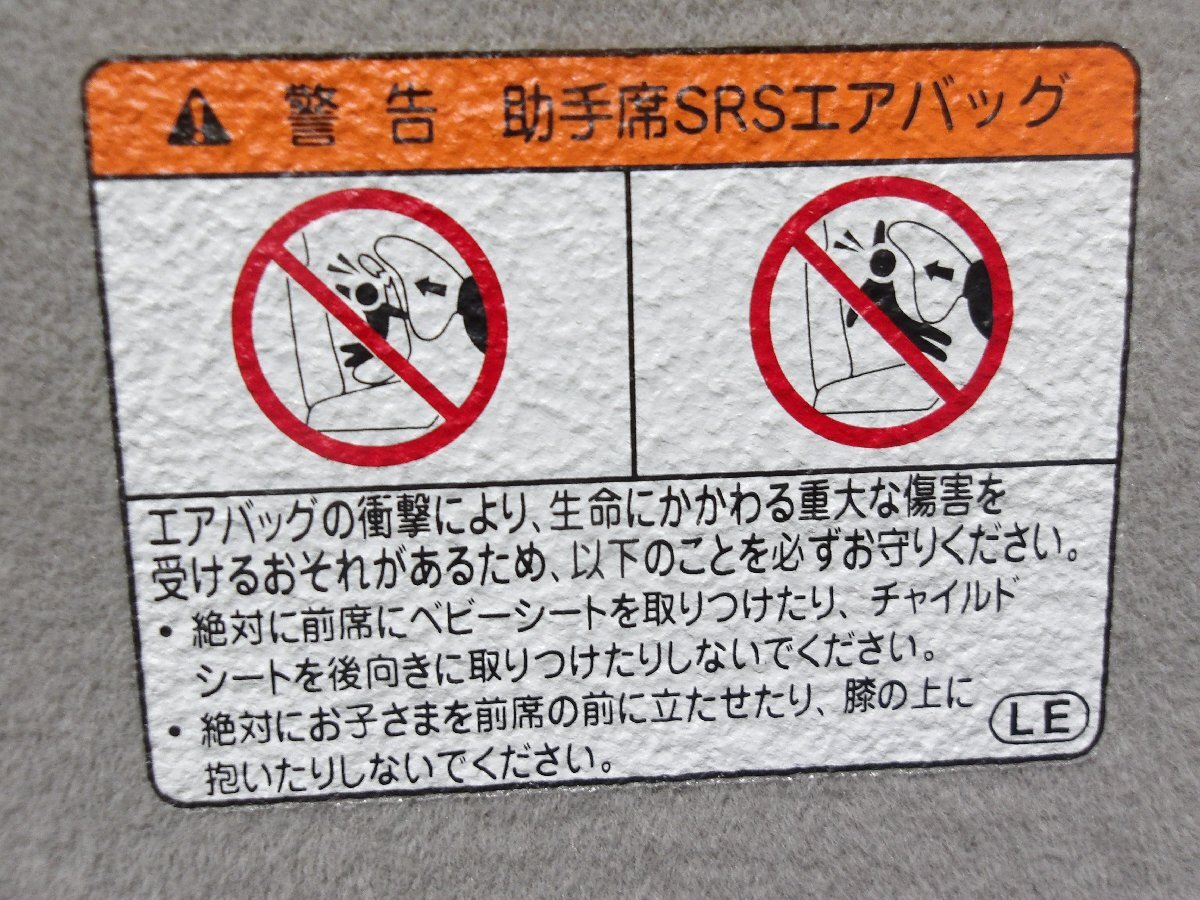 警告 助手席SRSエアバッグ
エアバッグの衝撃により、生命にかかわる重大な傷害を
受けるおそれがあるため、以下のことを必ずお守りください。
・絶対に前席にベビーシートを取りつけたり、チャイルド
シートを後向きに取りつけたりしないでください。
・絶対にお子さまを前席の前に立たせたり、膝の上に
抱いたりしないでください。
LE